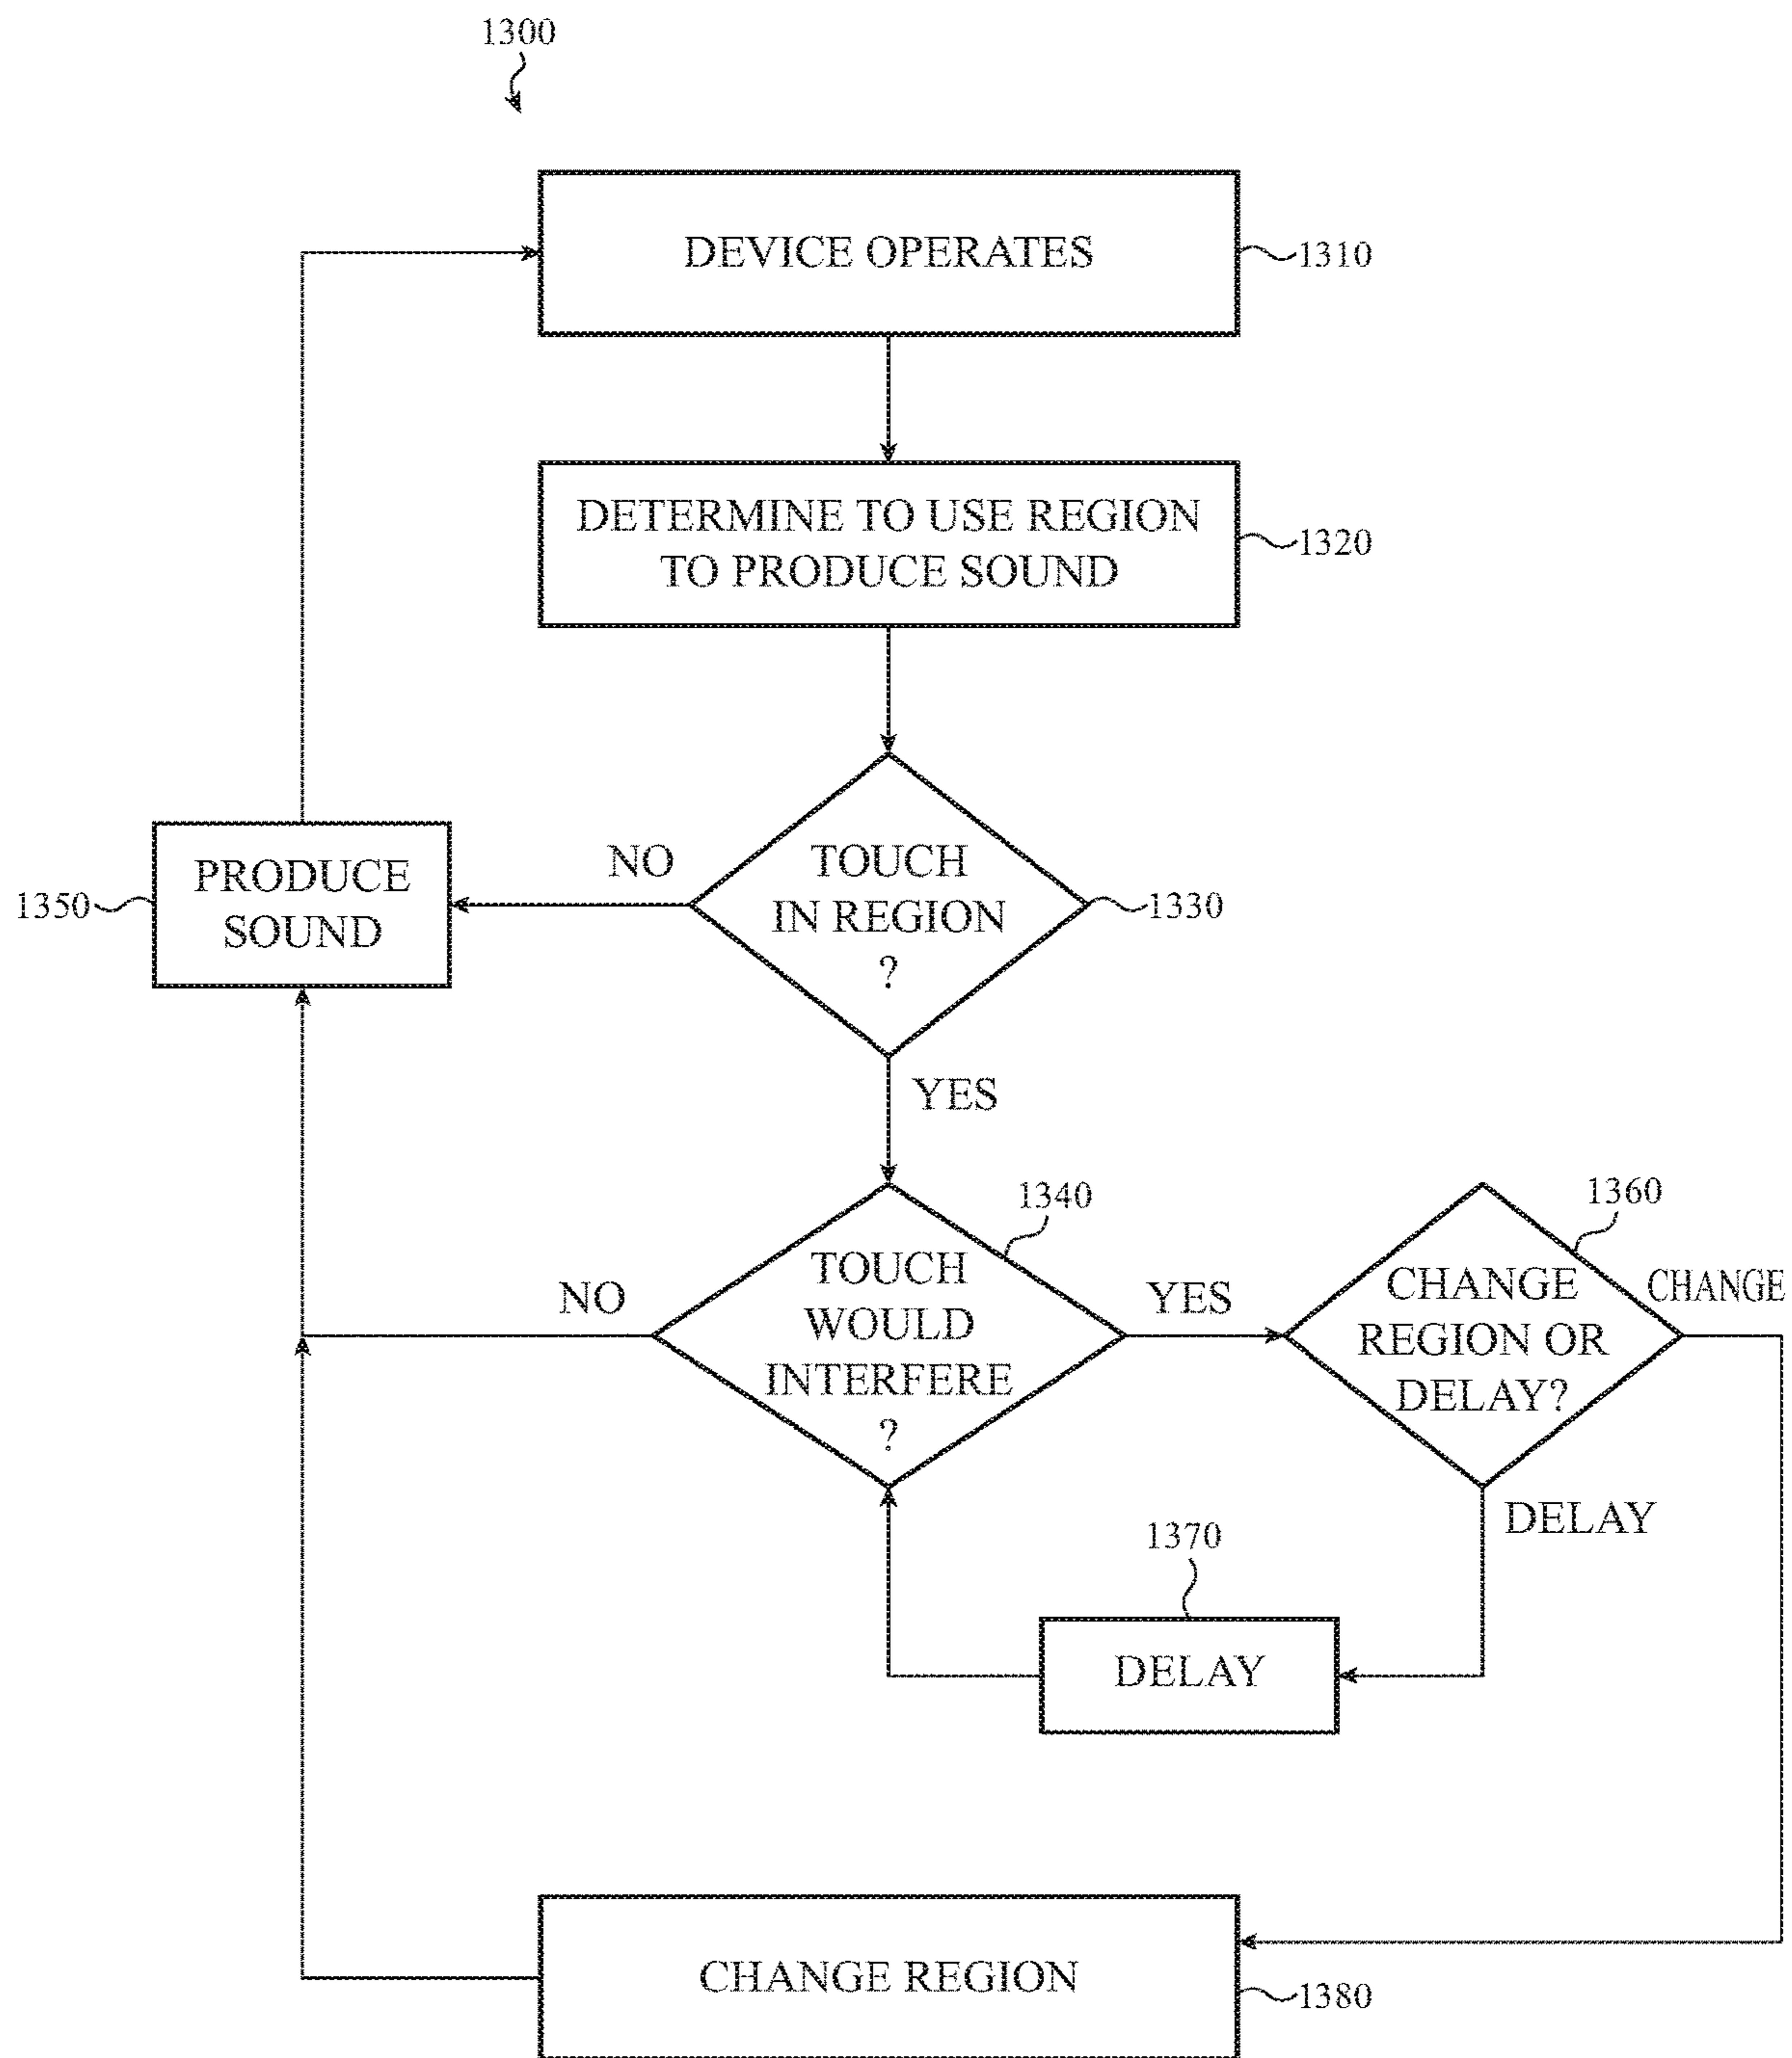 1300
DEVICE OPERATES
1310
DETERMINE TO USE REGION
TO PRODUCE SOUND
1320
TOUCH
IN REGION
?
1330
NO
PRODUCE
SOUND
1350
YES
TOUCH
WOULD
INTERFERE
?
1340
NO
YES
CHANGE
REGION OR
DELAY?
1360
CHANGE
DELAY
1370
DELAY
CHANGE REGION
1380